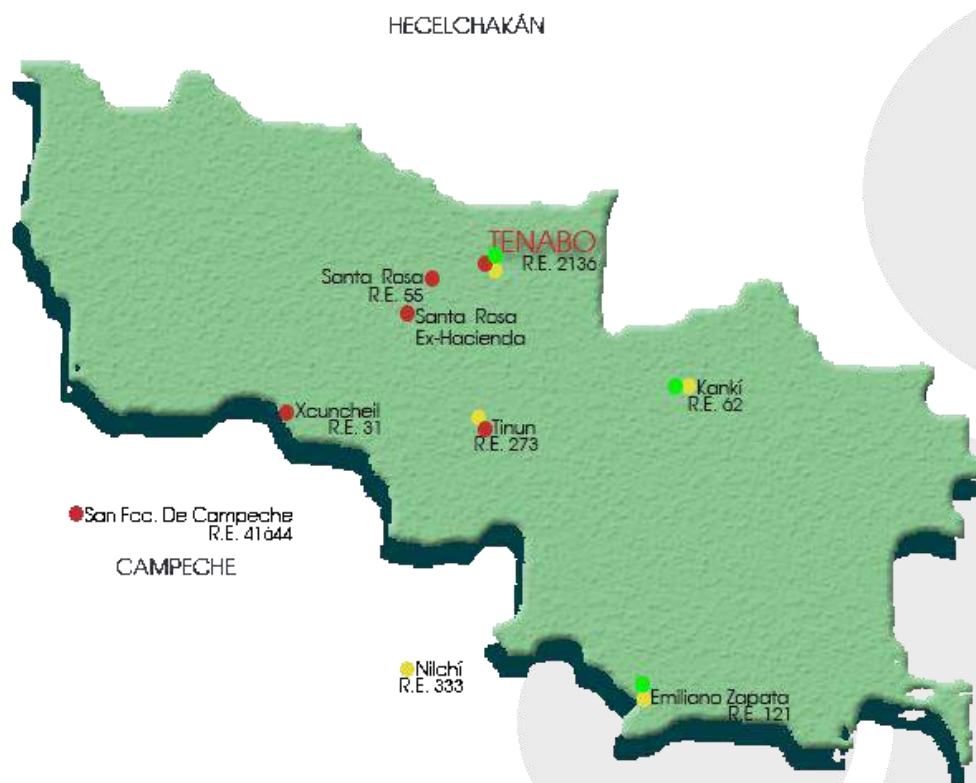 HECELCHAKÁN
TENABO
R.E. 2136
Santa Rosa
R.E. 55
Santa Rosa
Ex-Hacienda
Kankí
R.E. 62
Xcuncheil
R.E. 31
Tinun
R.E. 273
San Fco. De Campeche
R.E. 41644
CAMPECHE
Nilchí
R.E. 333
Emiliano Zapata
R.E. 121